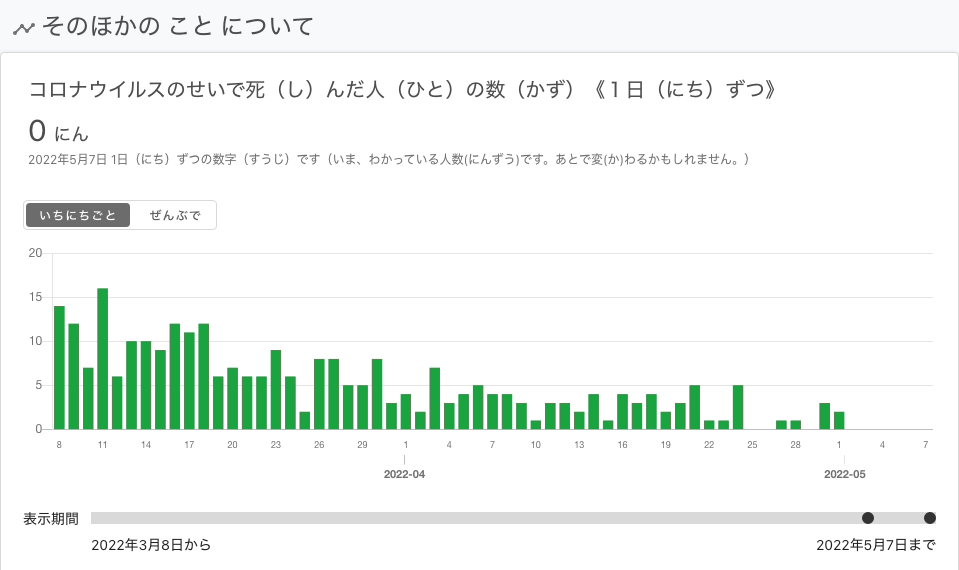 そのほかの こと について
コロナウイルスのせいで死（し）んだ人（ひと）の数（かず）《１日（にち）ずつ》
0 にん
2022年5月7日 1日（にち）ずつの数字（すうじ）です（いま、わかっている人数(にんずう)です。あとで変(か)わるかもしれません。）
いちにちごと ぜんぶで
20
15
10
5
0
8 11 14 17 20 23 26 29 1 4 7 10 13 16 19 22 25 28 1 4 7
2022-04 2022-05
表示期間
2022年3月8日から 2022年5月7日まで